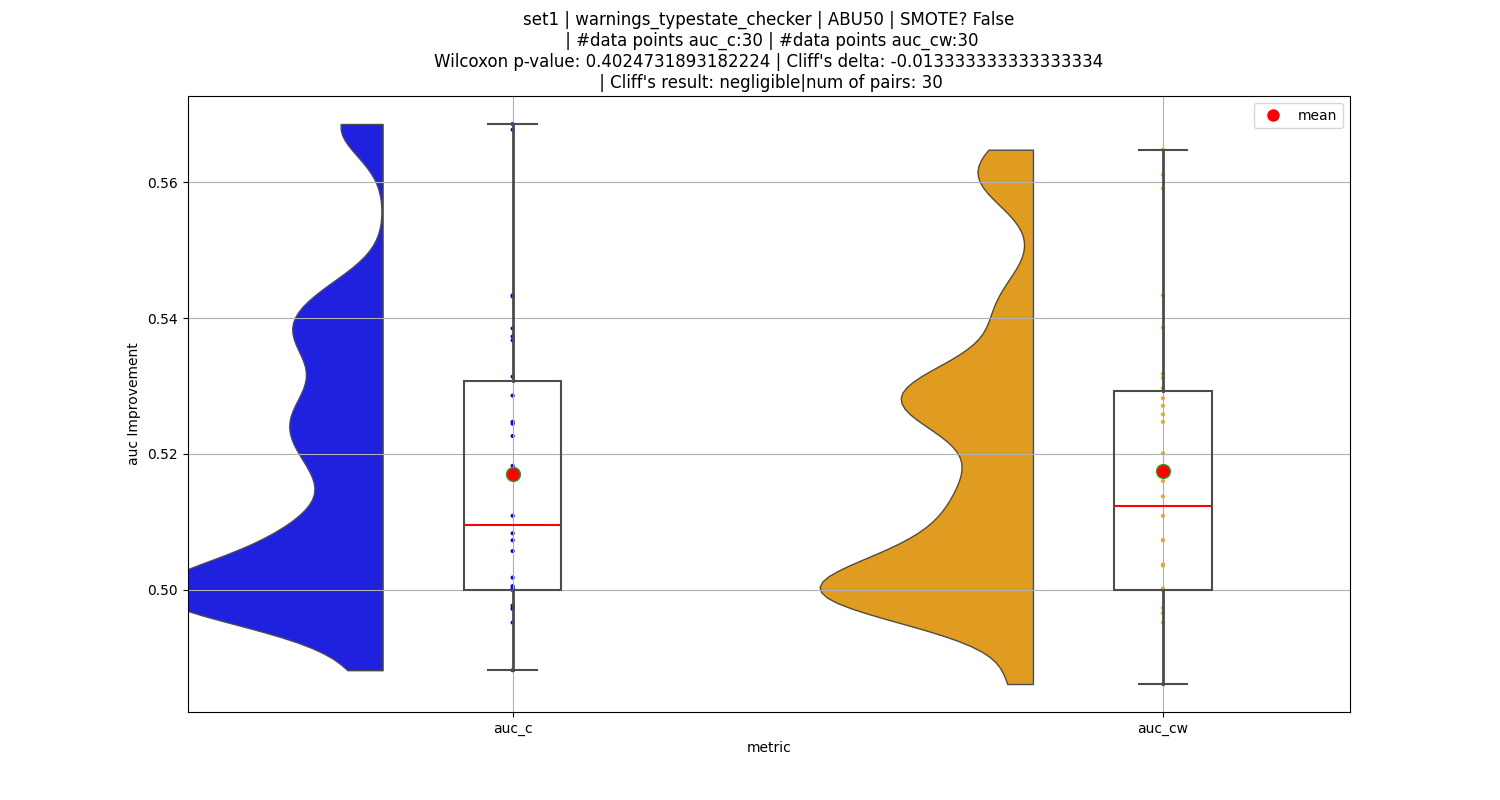 set1 | warnings_typestate_checker | ABU50 | SMOTE? False
| #data points auc_c:30 | #data points auc_cw:30
Wilcoxon p-value: 0.4024731893182224 | Cliff's delta: -0.013333333333333334
| Cliff's result: negligible|num of pairs: 30
mean
0.56
0.54
0.52
0.50
auc Improvement
auc_c
auc_cw
metric